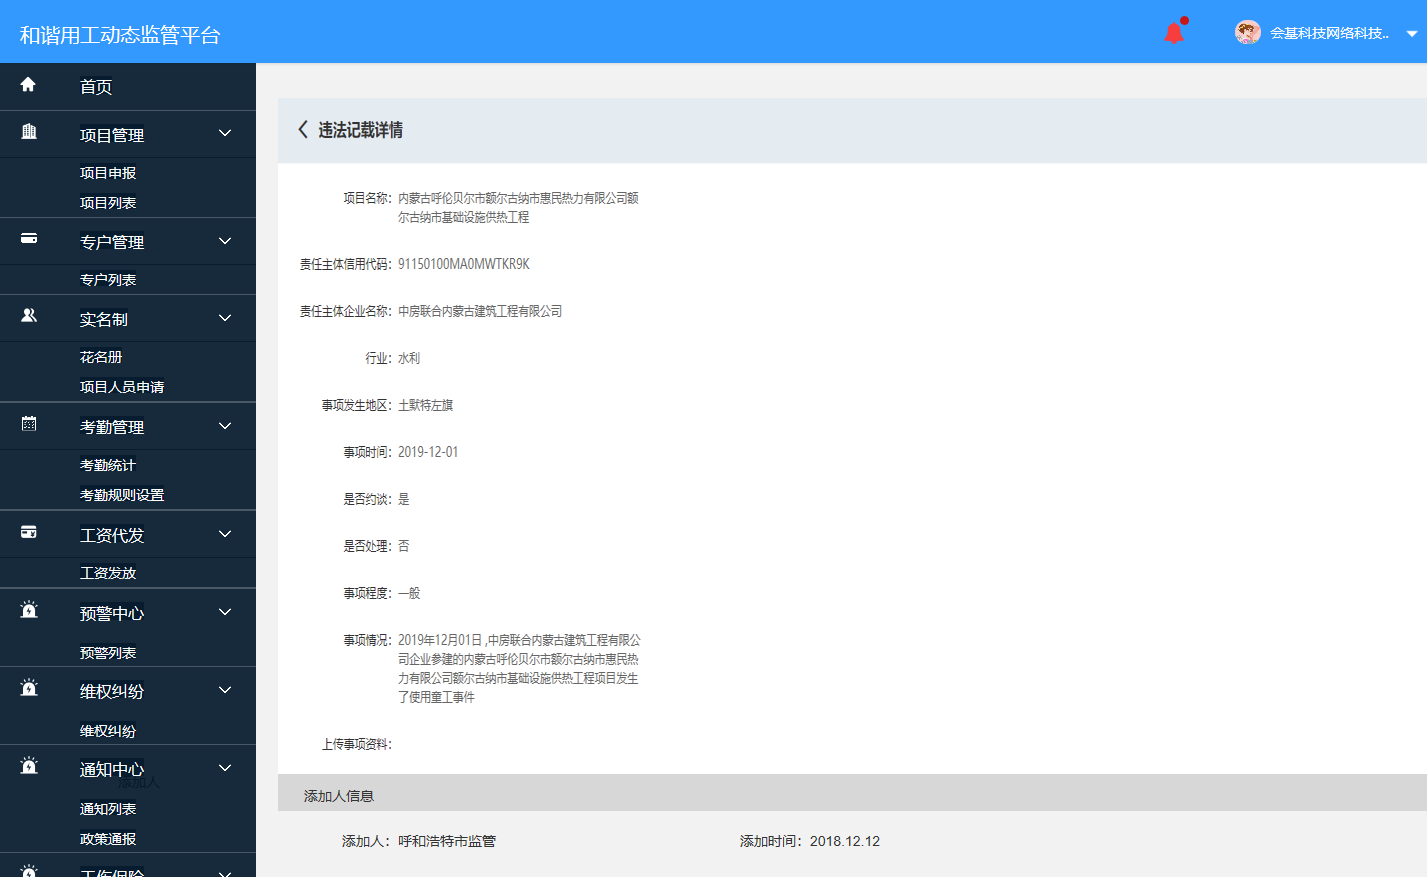 和谐用工动态监管平台
会基科技网络科技..
首页
项目管理
项目申报
项目列表
专户管理
专户列表
实名制
花名册
项目人员申请
考勤管理
考勤统计
考勤规则设置
工资代发
工资发放
预警中心
预警列表
维权纠纷
维权纠纷
通知中心
添加人
通知列表
政策通报
工伤保险
违法记载详情
项目名称：内蒙古呼伦贝尔市额尔古纳市惠民热力有限公司额
尔古纳市基础设施供热工程
责任主体信用代码：91150100MA0MWTKR9K
责任主体企业名称：中房联合内蒙古建筑工程有限公司
行业：水利
事项发生地区：土默特左旗
事项时间：2019-12-01
是否约谈：是
是否处理：否
事项程度：一般
事项情况：2019年12月01日 ,中房联合内蒙古建筑工程有限公
司企业参建的内蒙古呼伦贝尔市额尔古纳市惠民热
力有限公司额尔古纳市基础设施供热工程项目发生
了使用童工事件
上传事项资料：
添加人信息
添加人：呼和浩特市监管
添加时间：2018.12.12